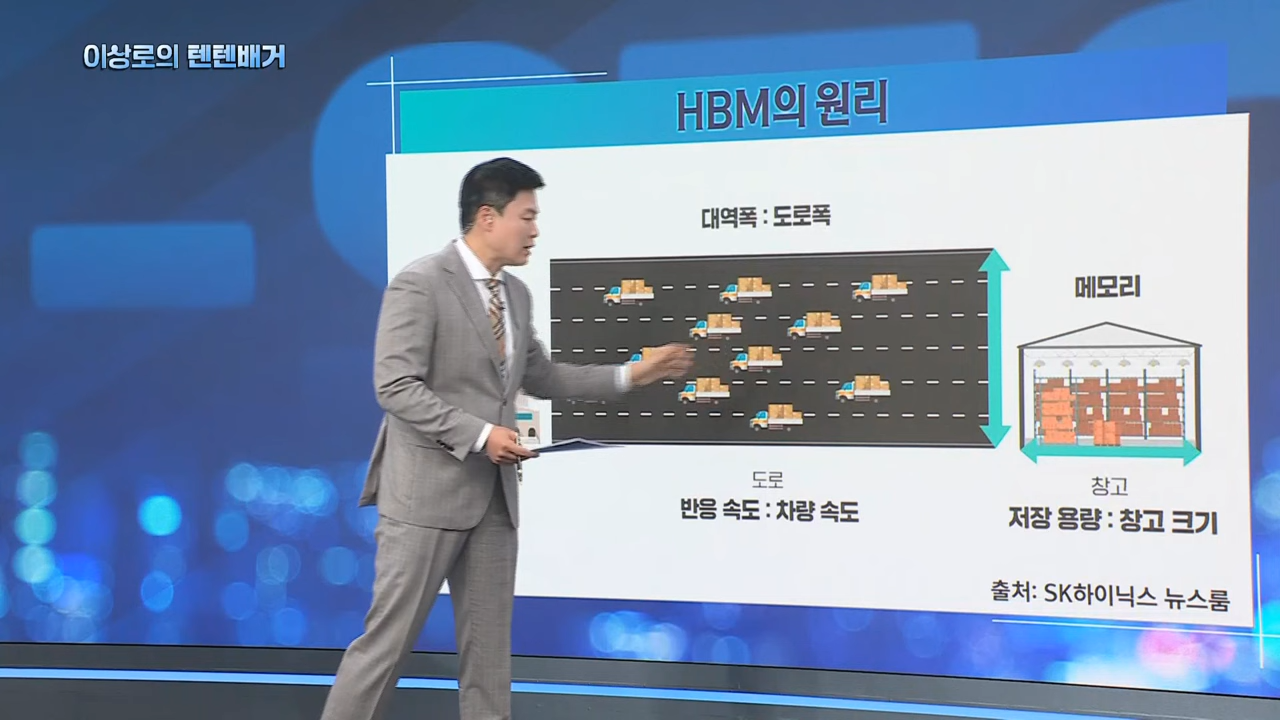 이상로의 텐텐배거
HBM의 원리
대역폭 : 도로폭
메모리
도로
반응 속도 : 차량 속도
창고
저장 용량 : 창고 크기
출처: SK하이닉스 뉴스룸